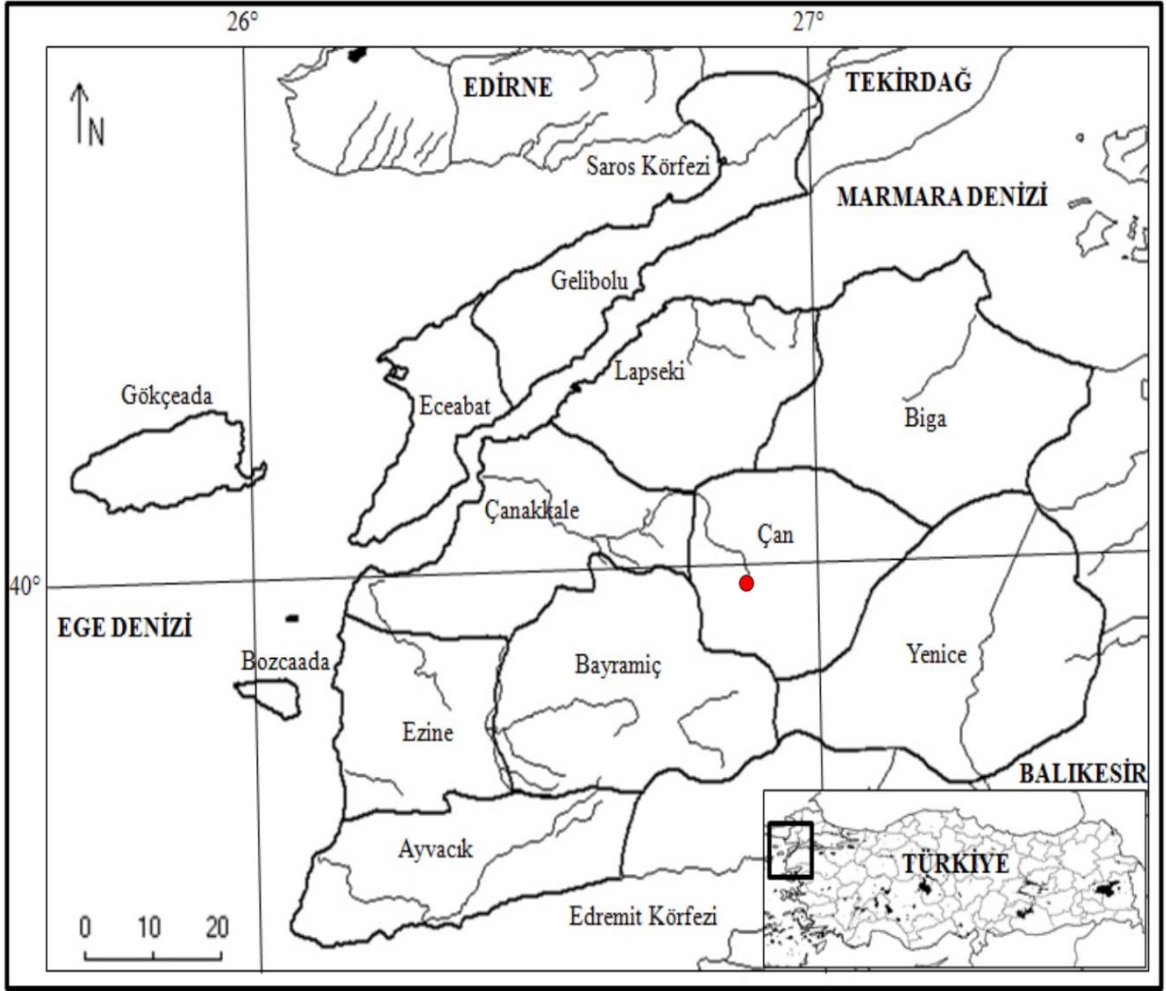 26°
27°
EDİRNE
TEKİRDAĞ
N
Saros Körfezi
MARMARA DENİZİ
Gelibolu
Lapseki
Gökçeada
Eceabat
Biga
Çanakkale
Çan
40°
EGE DENİZİ
Bozcaada
Bayramiç
Yenice
Ezine
BALIKESİR
Ayvacık
TÜRKİYE
Edremit Körfezi
0 10 20